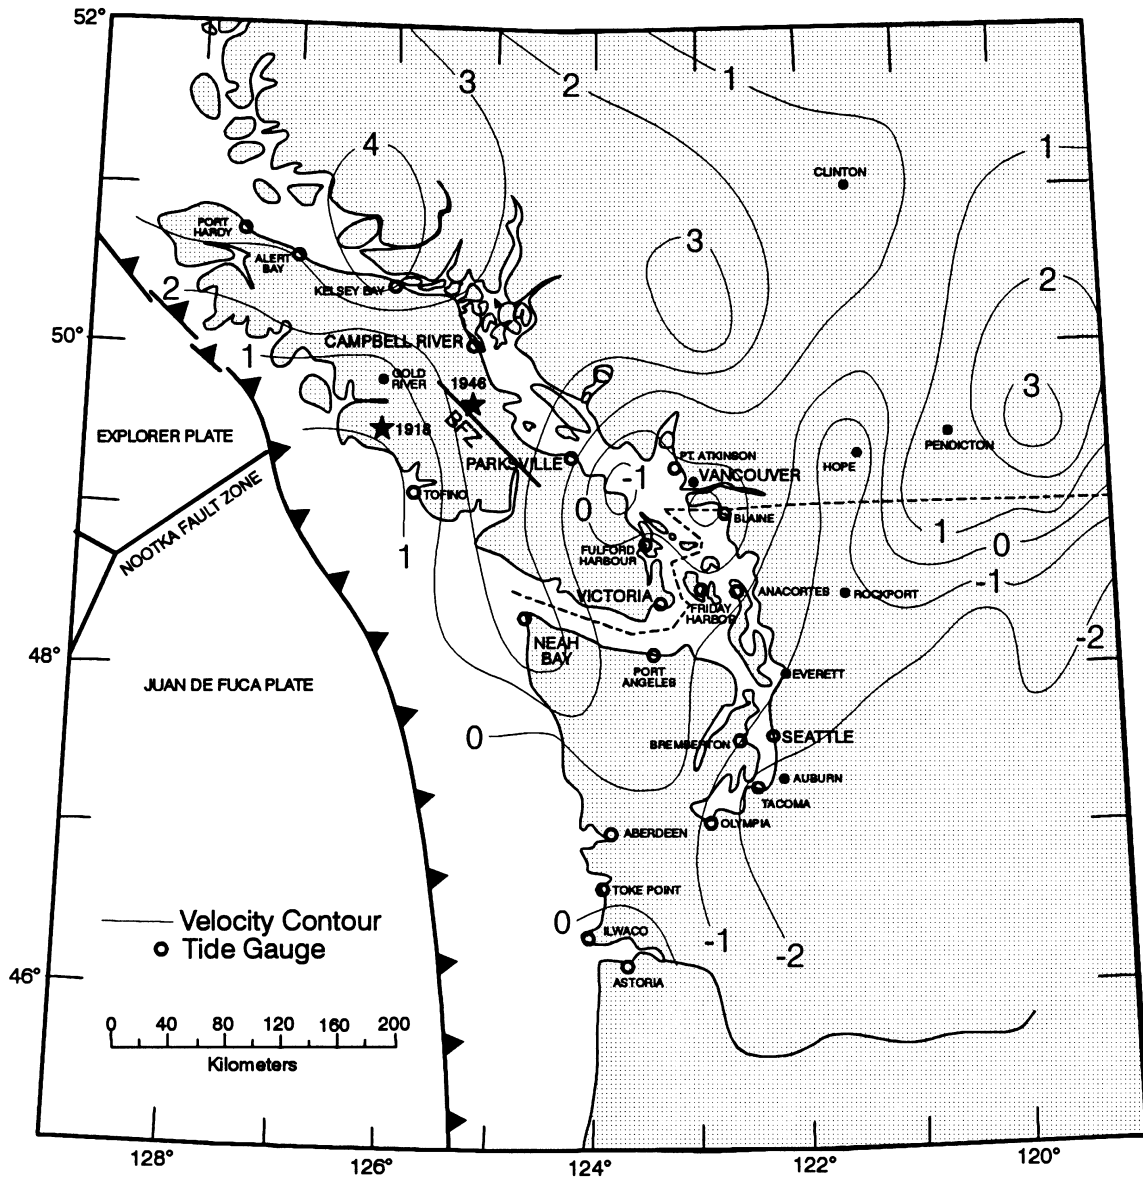 52°
3
2
1
4
1
CLINTON
PORT
HARDY
3
ALERT
BAY
2
KELSEY BAY
2
50°
CAMPBELL RIVER
1
GOLD
RIVER
1946
3
1918
BFZ
EXPLORER PLATE
PENDICTON
PARKSVILLE
PT. ATKINSON
HOPE
-1
VANCOUVER
TOFINO
NOOTKA FAULT ZONE
0
BLAINE
1
0
1
FULFORD
HARBOUR
-1
VICTORIA
FRIDAY
HARBOR
ANACORTES
ROCKPORT
NEAH
BAY
-2
48°
PORT
ANGELES
EVERETT
JUAN DE FUCA PLATE
0
BREMBERTON
SEATTLE
AUBURN
TACOMA
OLYMPIA
ABERDEEN
TOKE POINT
Velocity Contour
0
ILWACO
-1
Tide Gauge
-2
46°
ASTORIA
0 40 80 120 160 200
Kilometers
128° 126° 124° 122° 120°